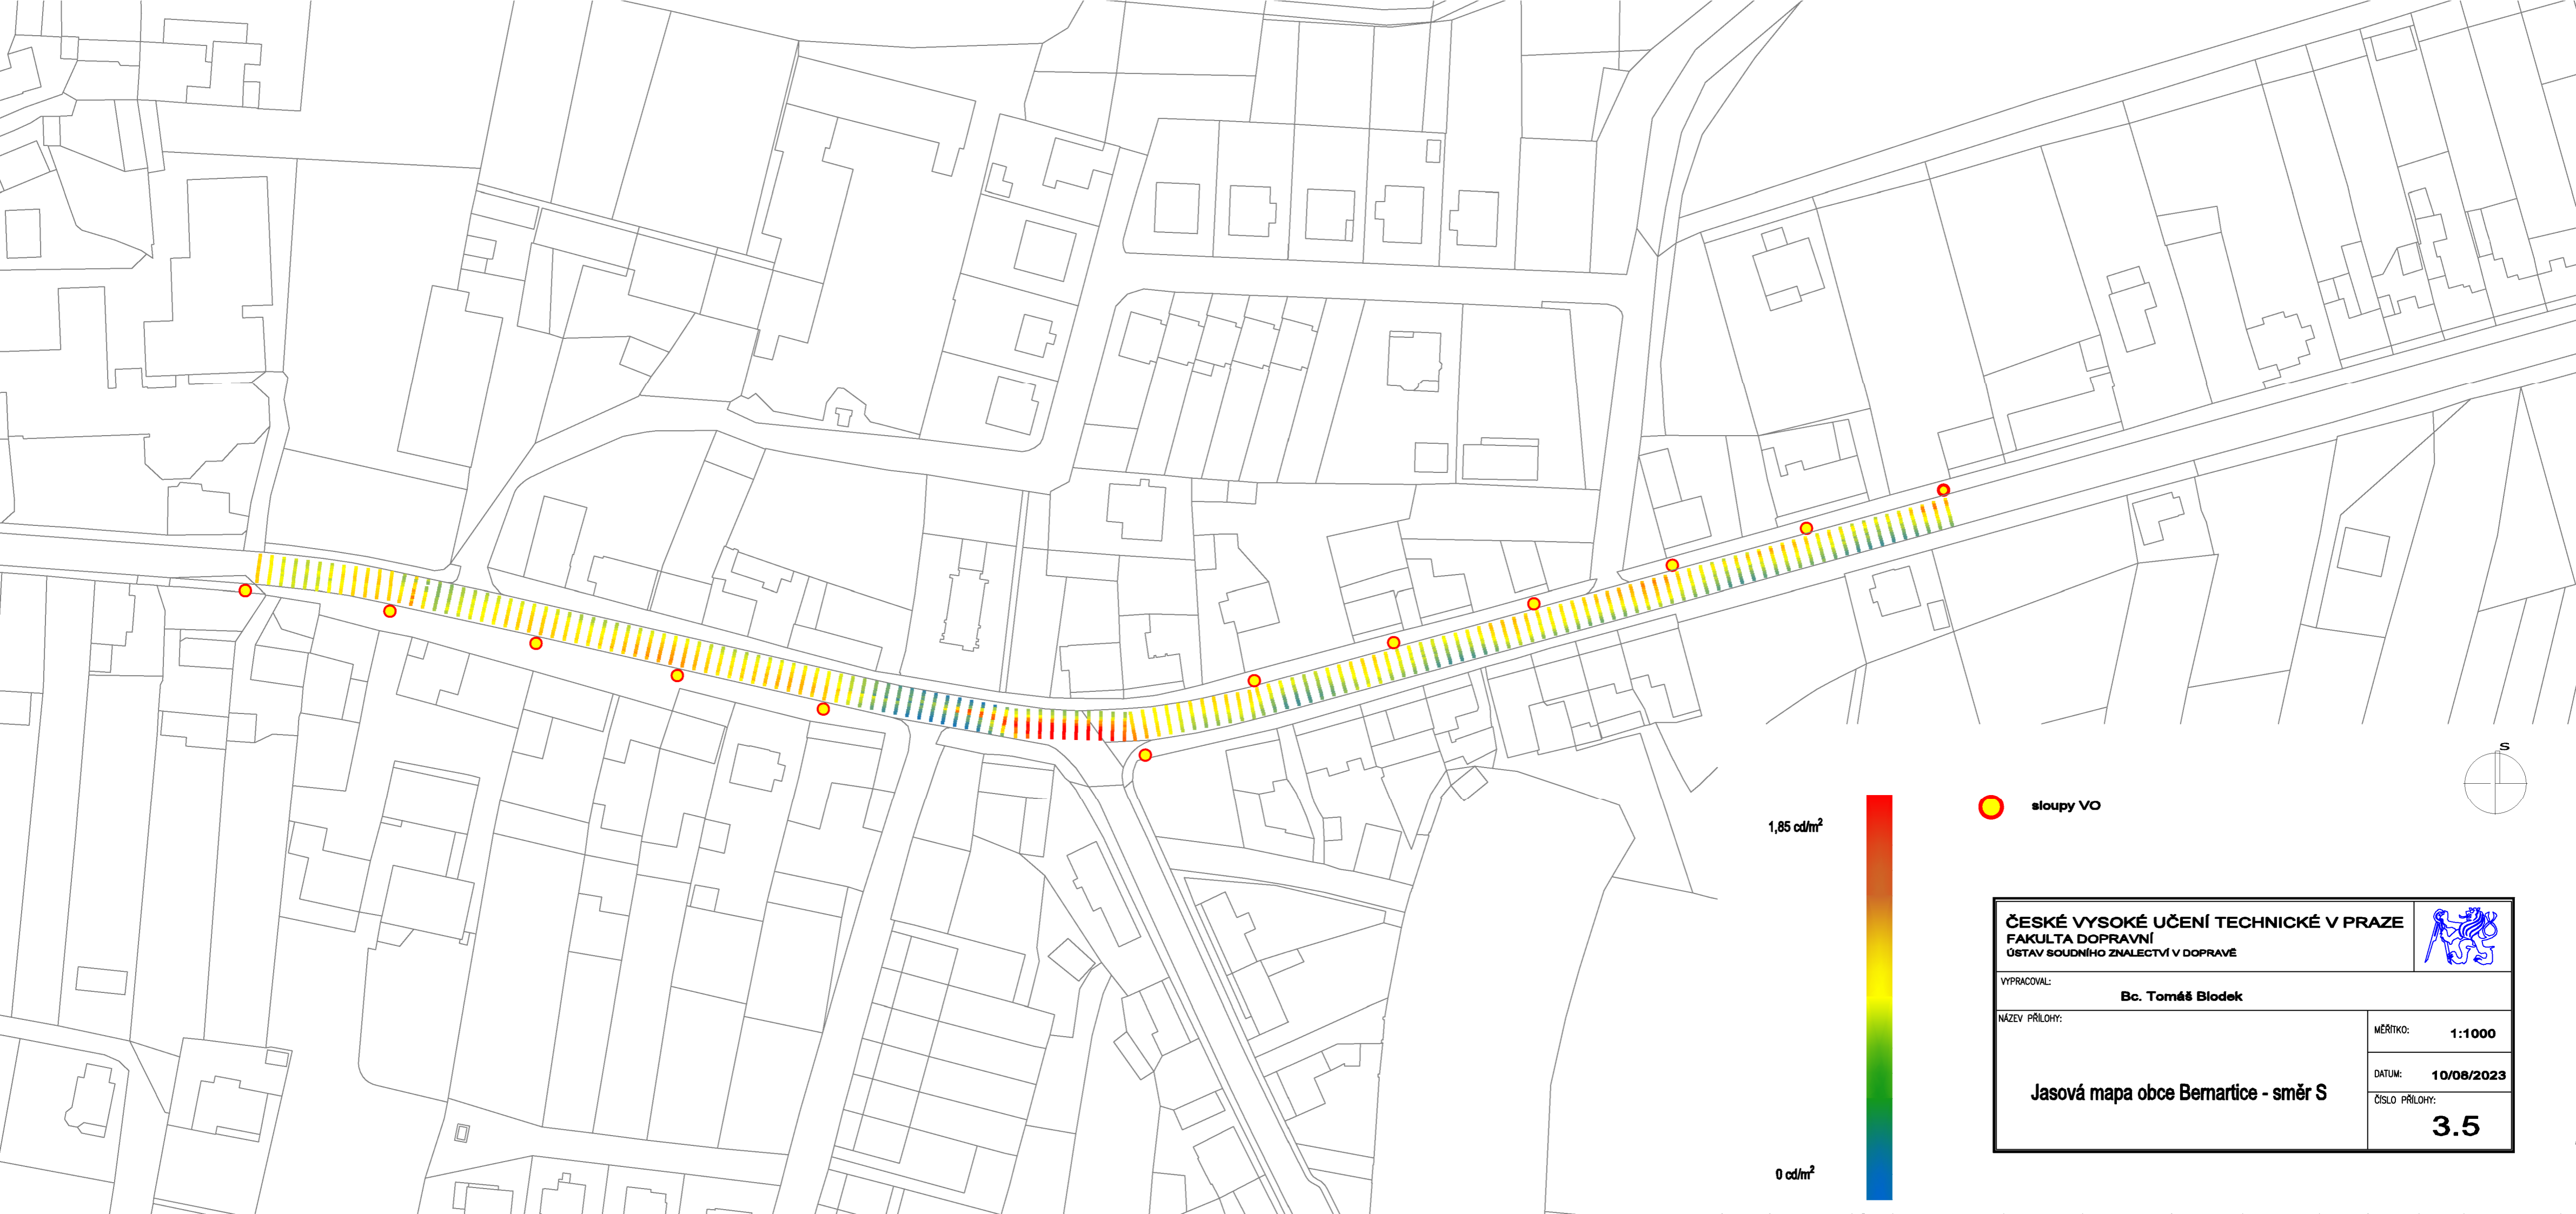 S
sloupy VO
1,85 cd/m²
0 cd/m²
ČESKÉ VYSOKÉ UČENÍ TECHNICKÉ V PRAZE
FAKULTA DOPRAVNÍ
ÚSTAV SOUDNÍHO ZNALECTVÍ V DOPRAVĚ
VYPRACOVAL:
Bc. Tomáš Blodek
NÁZEV PŘÍLOHY:
Jasová mapa obce Bernartice - směr S
MĚŘÍTKO:
1:1000
DATUM:
10/08/2023
ČÍSLO PŘÍLOHY:
3.5